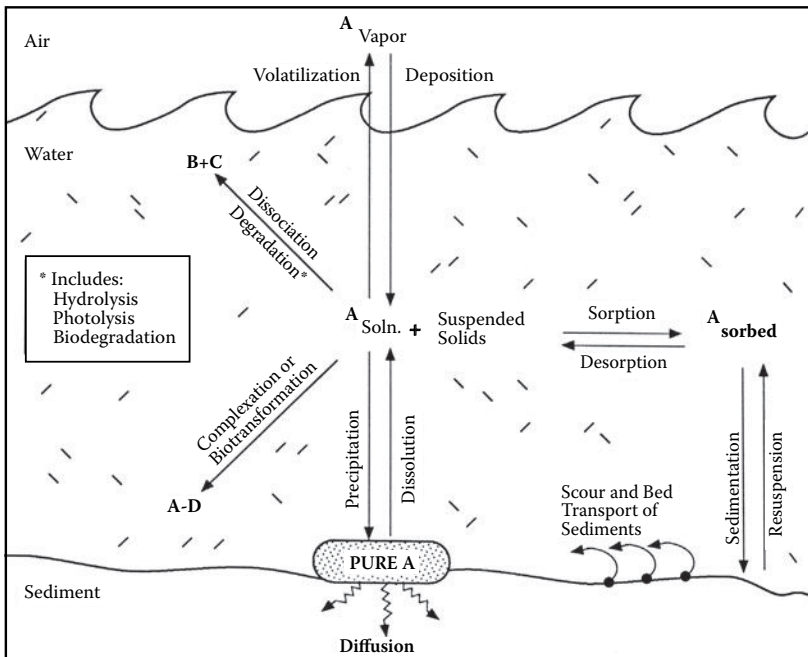 A Vapor
Air
Volatilization
Deposition
Water
B+C
Dissociation
Degradation*
* Includes:
Hydrolysis
Photolysis
Biodegradation
A Soln. + Suspended
Solids
Sorption
Desorption
A sorbed
Complexation or
Biotransformation
Precipitation
Dissolution
Sedimentation
Resuspension
A-D
Scour and Bed
Transport of
Sediments
PURE A
Sediment
Diffusion